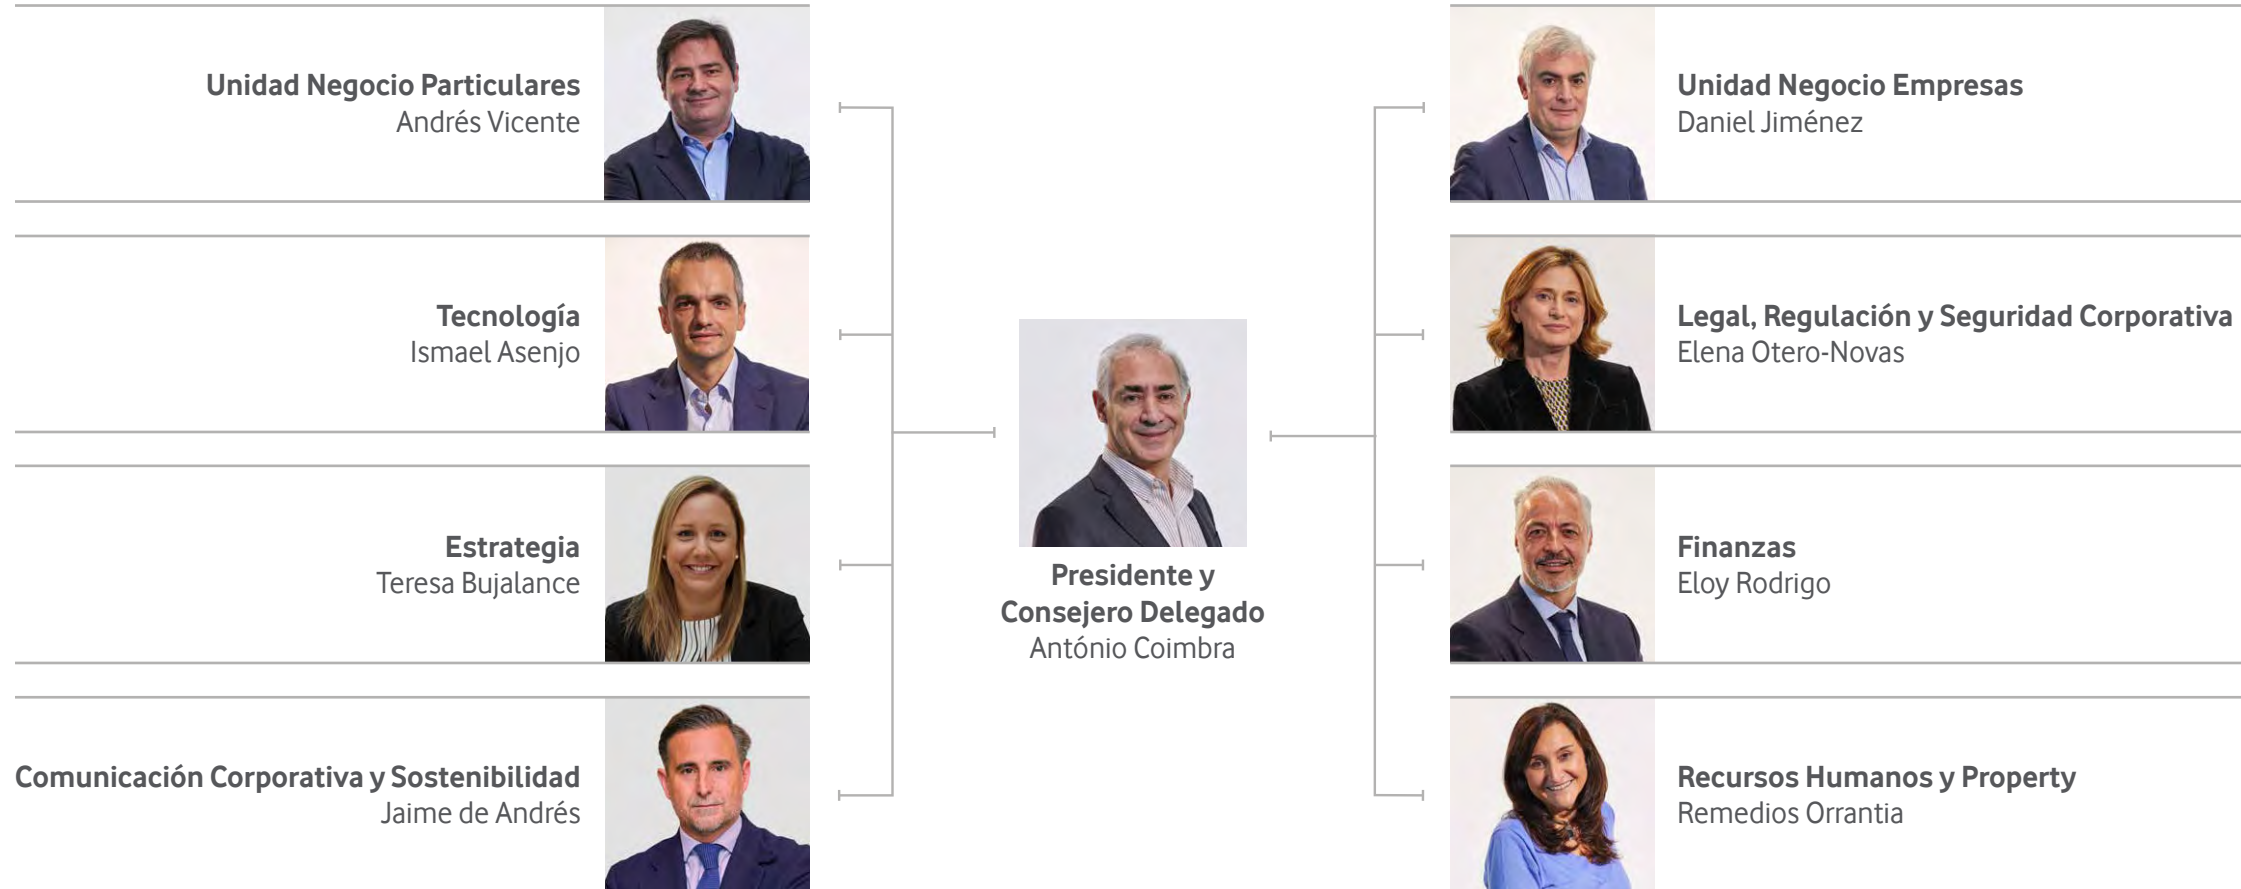 Unidad Negocio Particulares
Andrés Vicente
Tecnología
Ismael Asenjo
Estrategia
Teresa Bujalance
Comunicación Corporativa y Sostenibilidad
Jaime de Andrés
Presidente y
Consejero Delegado
António Coimbra
Unidad Negocio Empresas
Daniel Jiménez
Legal, Regulación y Seguridad Corporativa
Elena Otero-Novas
Finanzas
Eloy Rodrigo
Recursos Humanos y Property
Remedios Orrantia